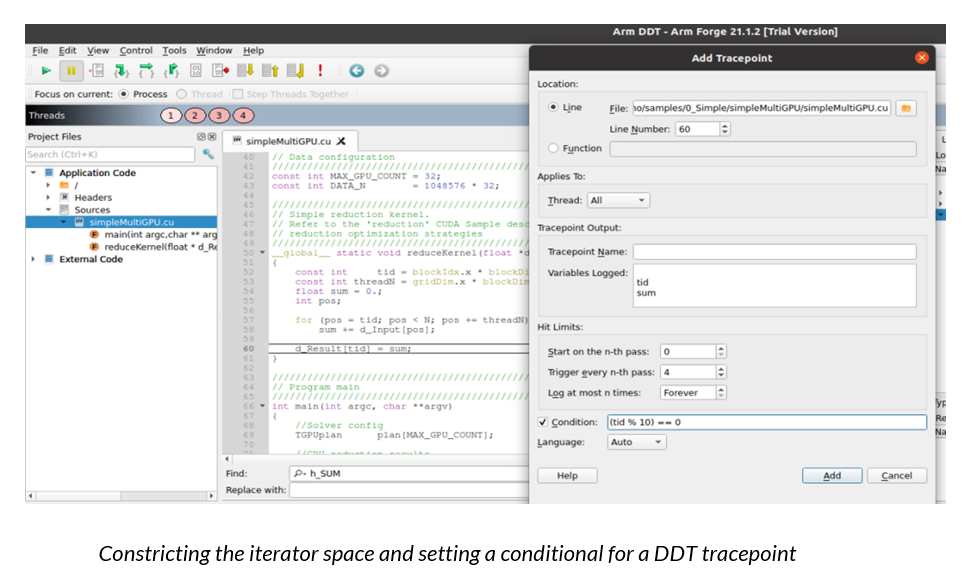 Arm DDT - Arm Forge 21.1.2 [Trial Version]
File Edit View Control Tools Window Help
Focus on current: Process Thread Step Threads Together
Threads 1 2 3 4
Project Files
Search (Ctrl+K)
Application Code
/
Headers
Sources
simpleMultiGPU.cu
main(int argc,char ** arg
reduceKernel(float * d_Re
External Code
simpleMultiGPU.cu
40 // Data configuration
41 ////////////////////////////////////////////////
42 const int MAX_GPU_COUNT = 32;
43 const int DATA_N = 1048576 * 32;
44
45 ////////////////////////////////////////////////
46 // Simple reduction kernel.
47 // Refer to the 'reduction' CUDA Sample desc
48 // reduction optimization strategies
49 ////////////////////////////////////////////////
50 __global__ static void reduceKernel(float *d
51 {
52 const int tid = blockIdx.x * blockDi
53 const int threadN = gridDim.x * blockDim
54 float sum = 0.;
55 int pos;
56
57 for (pos = tid; pos < N; pos += threadN)
58 sum += d_Input[pos];
59
60 d_Result[tid] = sum;
61 }
62
63 ////////////////////////////////////////////////
64 // Program main
65 ////////////////////////////////////////////////
66 int main(int argc, char **argv)
67 {
68 //Solver config
69 TGPUplan plan[MAX_GPU_COUNT];
70
Find: h_SUM
Replace with:
Add Tracepoint
Location:
Line File: ho/samples/0_Simple/simpleMultiGPU/simpleMultiGPU.cu
Line Number: 60
Function
Applies To:
Thread: All
Tracepoint Output:
Tracepoint Name:
Variables Logged:
tid
sum
Hit Limits:
Start on the n-th pass: 0
Trigger every n-th pass: 4
Log at most n times: Forever
Condition: (tid % 10) == 0
Language: Auto
Help Add Cancel
Constricting the iterator space and setting a conditional for a DDT tracepoint